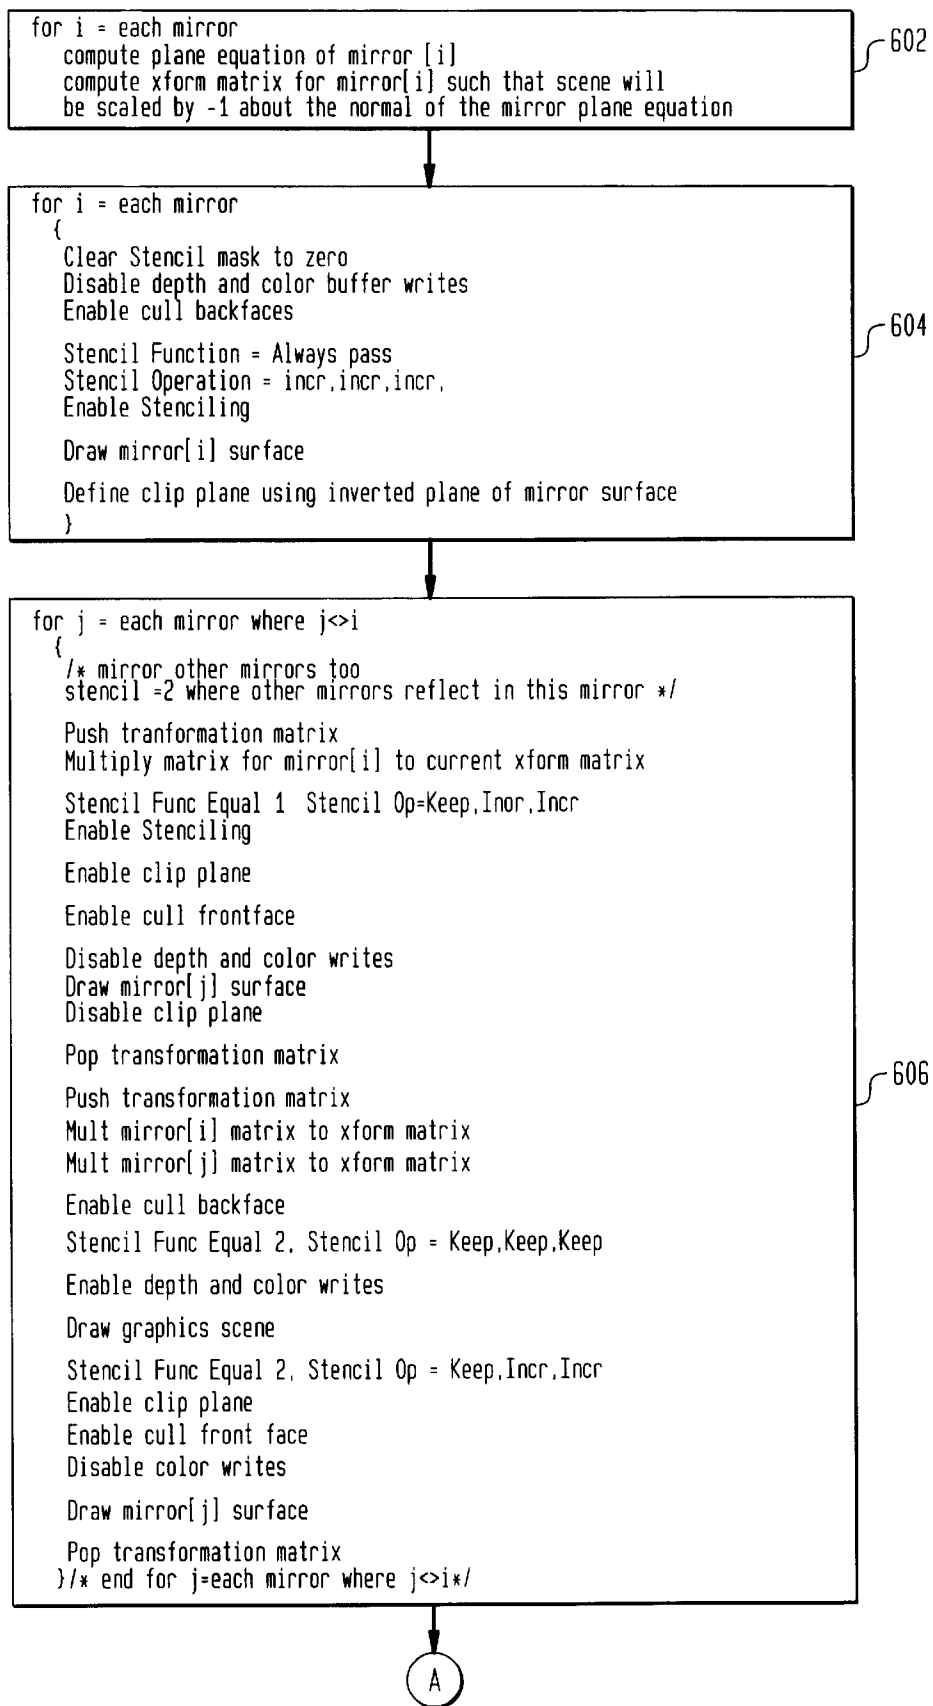 for i = each mirror
compute plane equation of mirror [i]
compute xform matrix for mirror[i] such that scene will
be scaled by -1 about the normal of the mirror plane equation
602
for i = each mirror
{
Clear Stencil mask to zero
Disable depth and color buffer writes
Enable cull backfaces
Stencil Function = Always pass
Stencil Operation = incr,incr,incr,
Enable Stenciling
Draw mirror[i] surface
Define clip plane using inverted plane of mirror surface
}
604
for j = each mirror where j<>i
{
/* mirror other mirrors too
stencil =2 where other mirrors reflect in this mirror */
Push tranformation matrix
Multiply matrix for mirror[i] to current xform matrix
Stencil Func Equal 1 Stencil Op=Keep,Inor,Incr
Enable Stenciling
Enable clip plane
Enable cull frontface
Disable depth and color writes
Draw mirror[j] surface
Disable clip plane
Pop transformation matrix
Push transformation matrix
Mult mirror[i] matrix to xform matrix
Mult mirror[j] matrix to xform matrix
Enable cull backface
Stencil Func Equal 2, Stencil Op = Keep,Keep,Keep
Enable depth and color writes
Draw graphics scene
Stencil Func Equal 2, Stencil Op = Keep,Incr,Incr
Enable clip plane
Enable cull front face
Disable color writes
Draw mirror[j] surface
Pop transformation matrix
}/* end for j=each mirror where j<>i*/
606
A